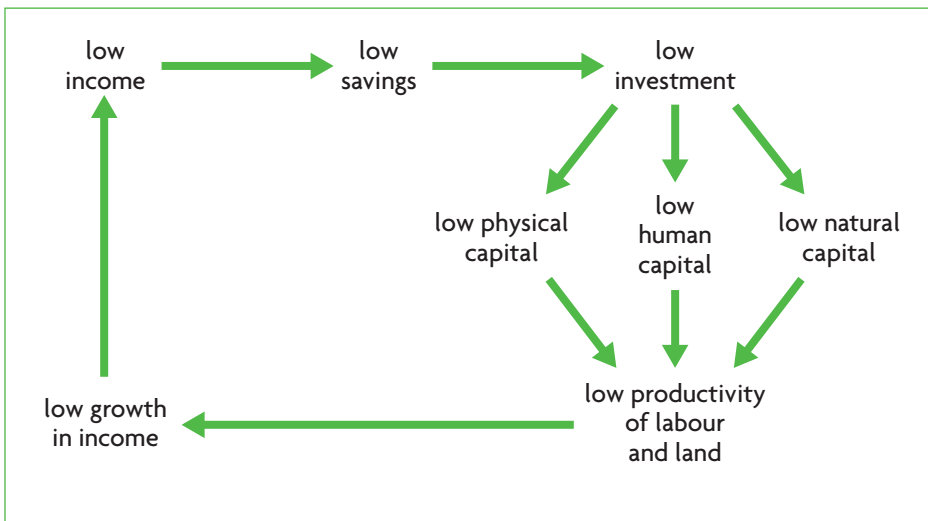 low
income
low
savings
low
investment
low physical
capital
low
human
capital
low natural
capital
low productivity
of labour
and land
low growth
in income